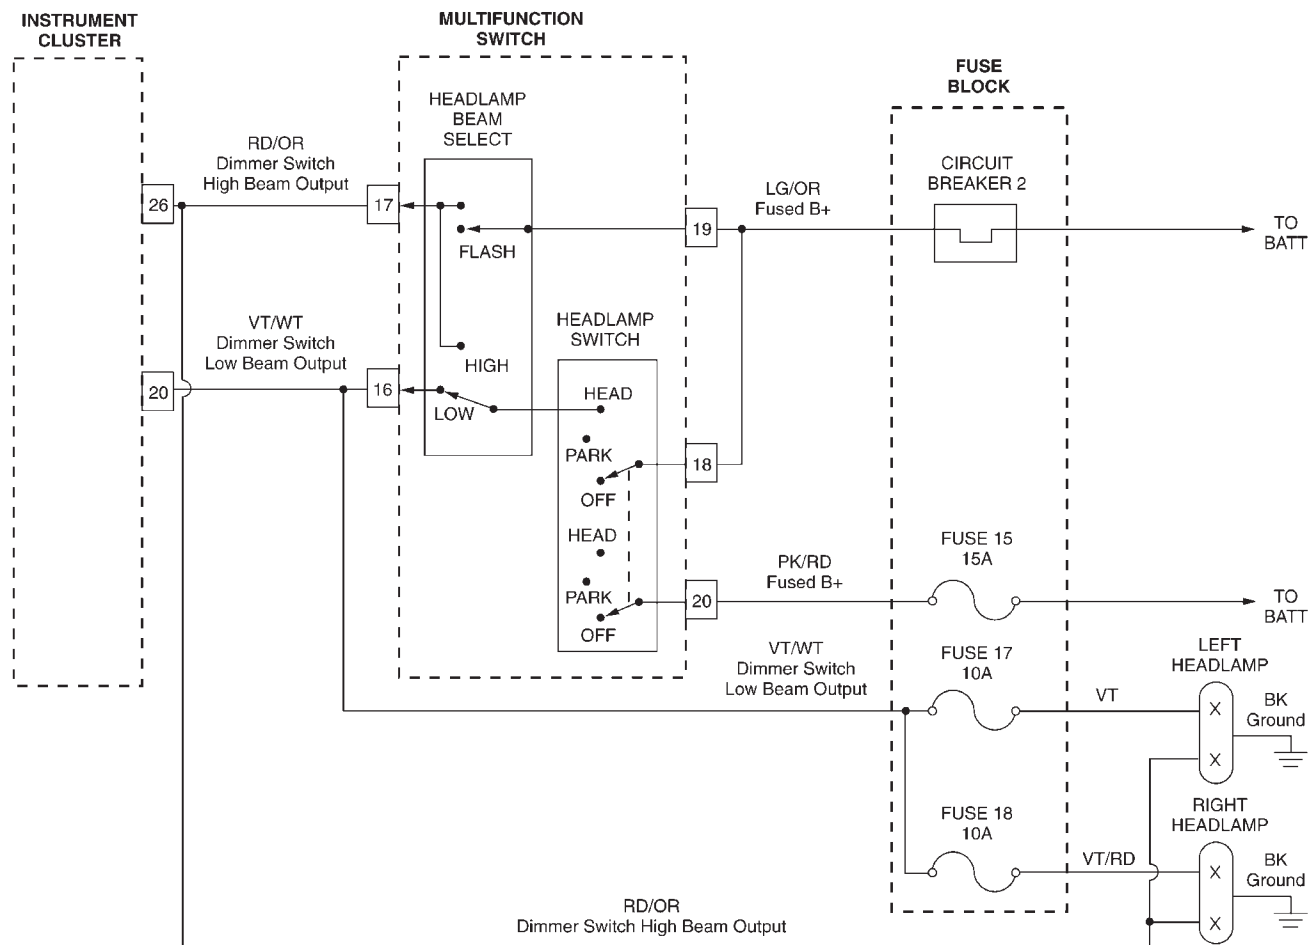 INSTRUMENT
CLUSTER
MULTIFUNCTION
SWITCH
FUSE
BLOCK
HEADLAMP
BEAM
SELECT
RD/OR
Dimmer Switch
High Beam Output
CIRCUIT
BREAKER 2
LG/OR
Fused B+
26
17
19
TO
BATT
FLASH
VT/WT
Dimmer Switch
Low Beam Output
HEADLAMP
SWITCH
HIGH
20
16
LOW
HEAD
PARK
18
OFF
HEAD
FUSE 15
15A
PK/RD
Fused B+
PARK
20
TO
BATT
OFF
VT/WT
Dimmer Switch
Low Beam Output
FUSE 17
10A
LEFT
HEADLAMP
VT
BK
Ground
X
X
RIGHT
HEADLAMP
FUSE 18
10A
VT/RD
BK
Ground
X
X
RD/OR
Dimmer Switch High Beam Output